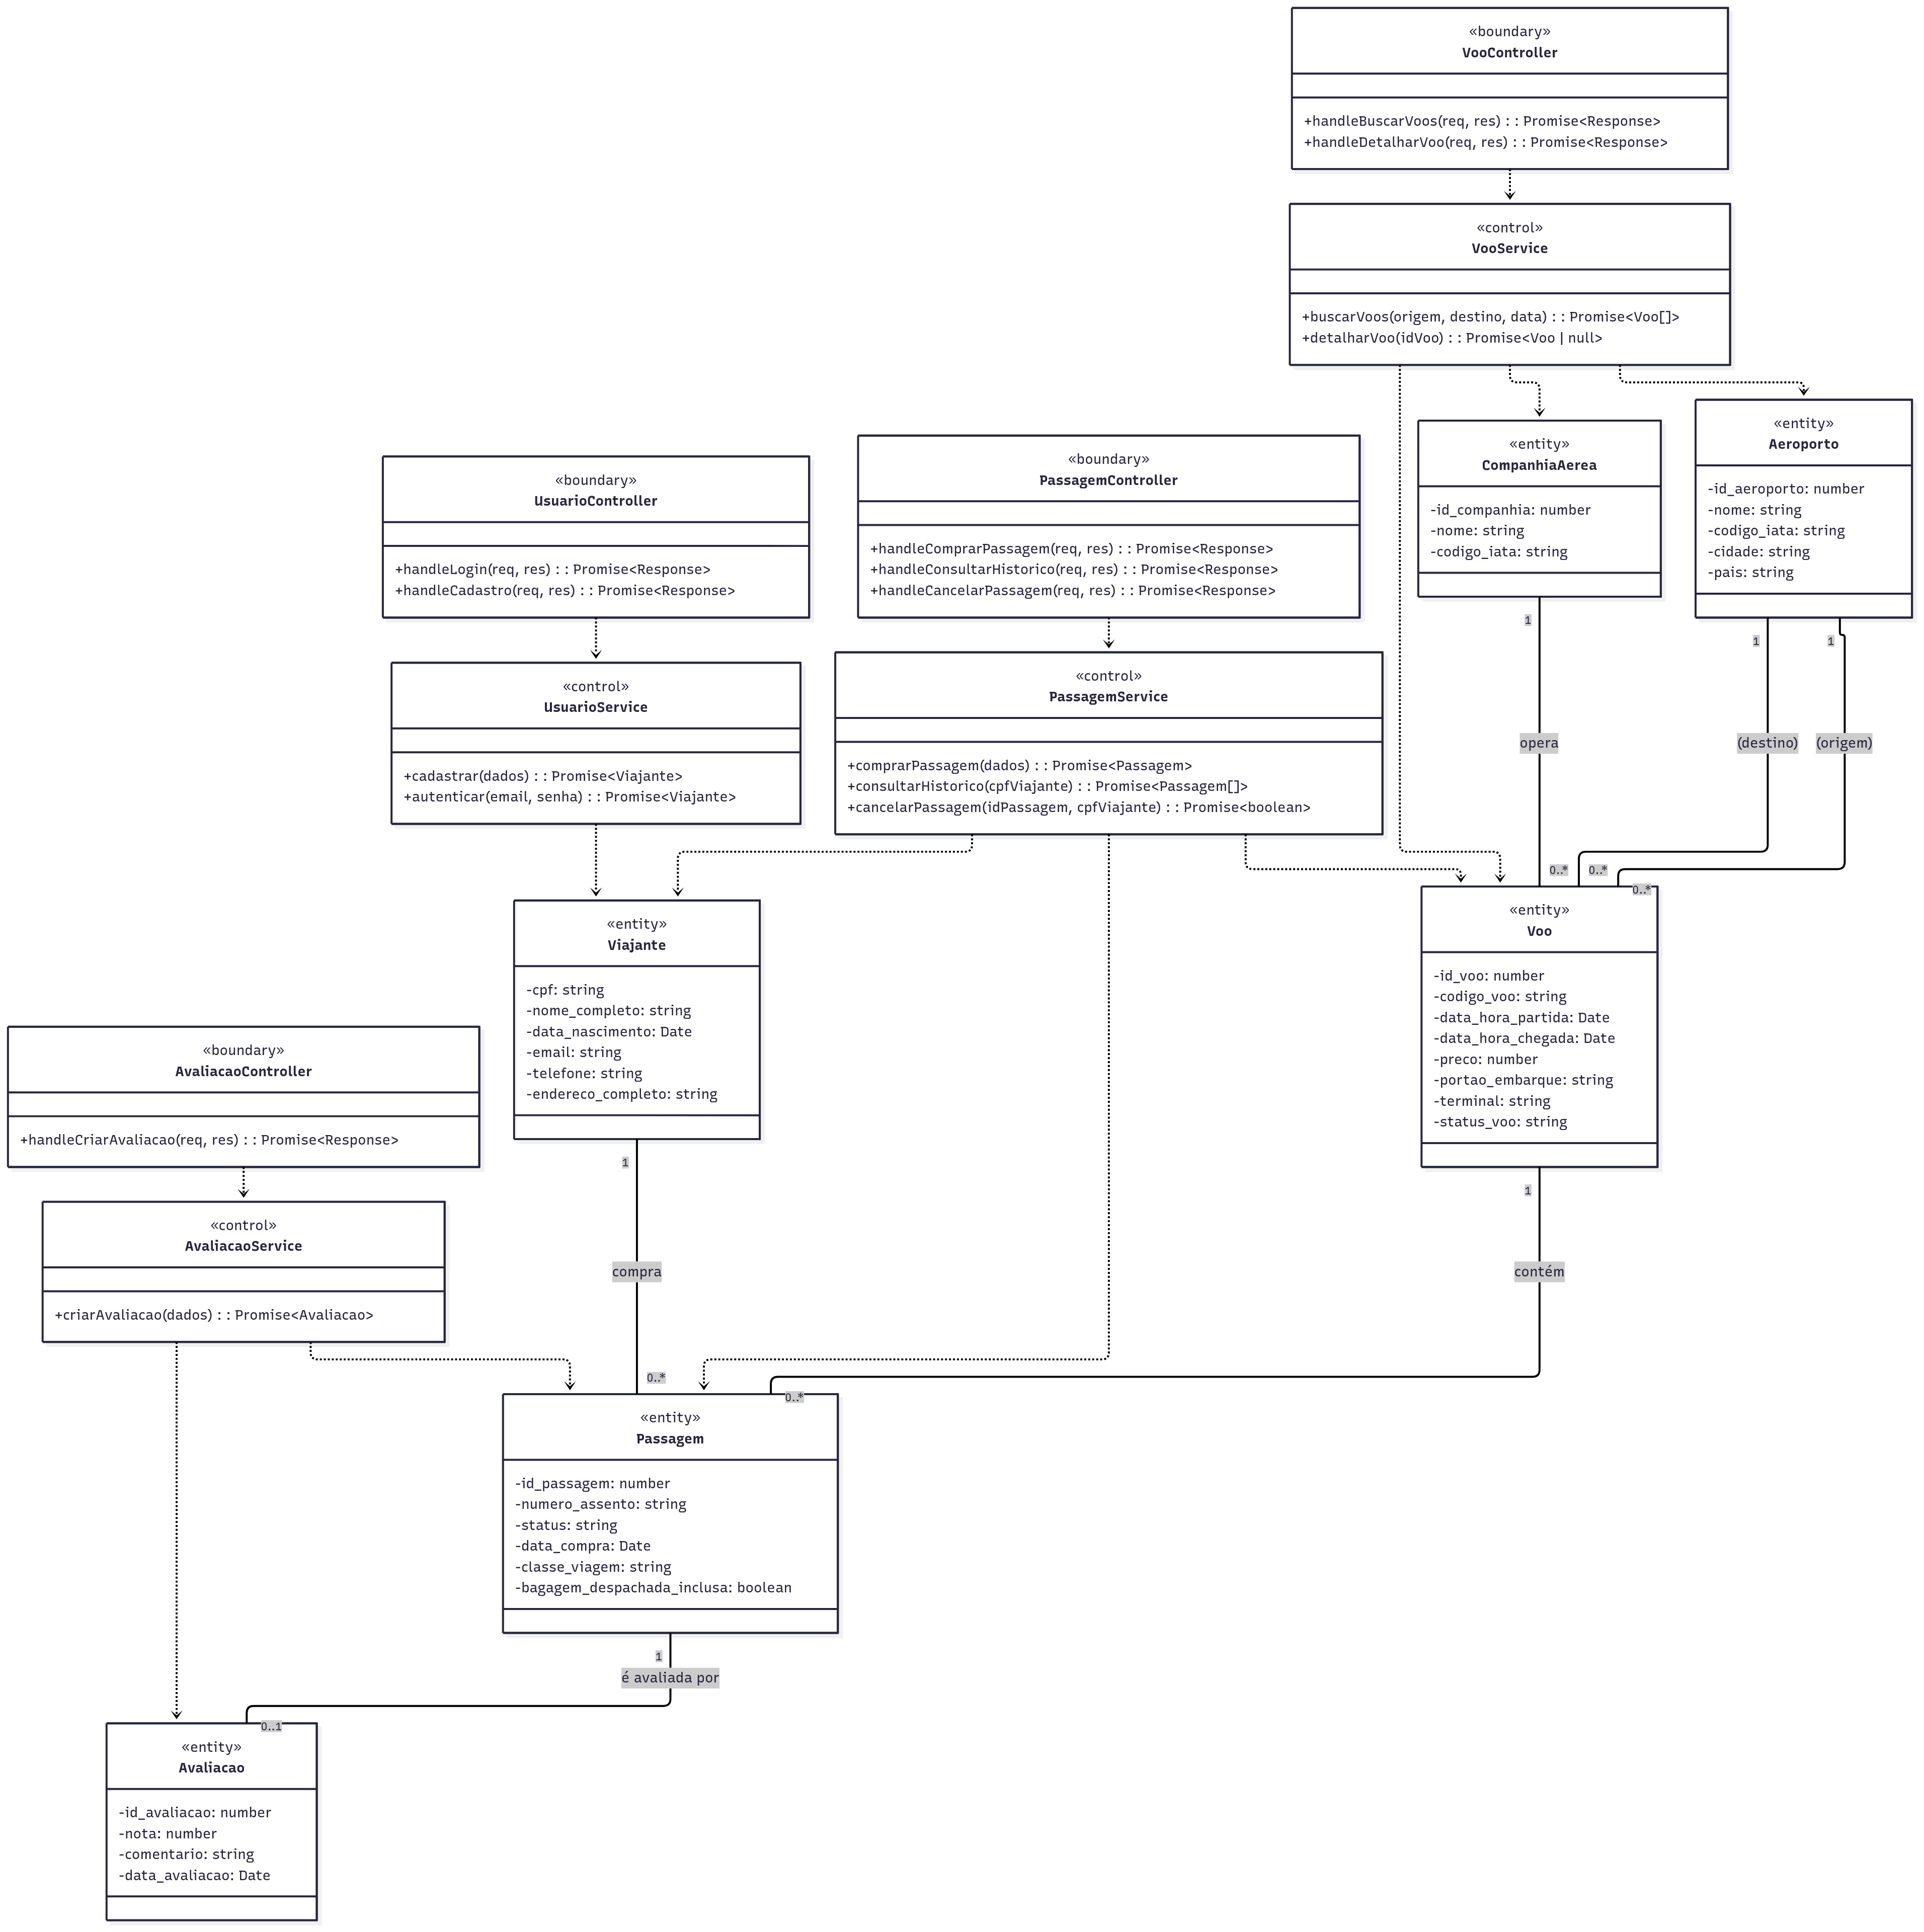 «boundary»
VooController
+handleBuscarVoos(req, res) : : Promise<Response>
+handleDetalharVoo(req, res) : : Promise<Response>
«control»
VooService
+buscarVoos(origem, destino, data) : : Promise<Voo[]>
+detalharVoo(idVoo) : : Promise<Voo | null>
«entity»
CompanhiaAerea
-id_companhia: number
-nome: string
-codigo_iata: string
«entity»
Aeroporto
-id_aeroporto: number
-nome: string
-codigo_iata: string
-cidade: string
-pais: string
«boundary»
UsuarioController
+handleLogin(req, res) : : Promise<Response>
+handleCadastro(req, res) : : Promise<Response>
«boundary»
PassagemController
+handleComprarPassagem(req, res) : : Promise<Response>
+handleConsultarHistorico(req, res) : : Promise<Response>
+handleCancelarPassagem(req, res) : : Promise<Response>
1
1
1
«control»
UsuarioService
+cadastrar(dados) : : Promise<Viajante>
+autenticar(email, senha) : : Promise<Viajante>
«control»
PassagemService
+comprarPassagem(dados) : : Promise<Passagem>
+consultarHistorico(cpfViajante) : : Promise<Passagem[]>
+cancelarPassagem(idPassagem, cpfViajante) : : Promise<boolean>
opera
(destino)
(origem)
0..*
0..*
0..*
«entity»
Viajante
-cpf: string
-nome_completo: string
-data_nascimento: Date
-email: string
-telefone: string
-endereco_completo: string
«entity»
Voo
-id_voo: number
-codigo_voo: string
-data_hora_partida: Date
-data_hora_chegada: Date
-preco: number
-portao_embarque: string
-terminal: string
-status_voo: string
«boundary»
AvaliacaoController
+handleCriarAvaliacao(req, res) : : Promise<Response>
1
1
«control»
AvaliacaoService
+criarAvaliacao(dados) : : Promise<Avaliacao>
compra
contém
0..*
0..*
«entity»
Passagem
-id_passagem: number
-numero_assento: string
-status: string
-data_compra: Date
-classe_viagem: string
-bagagem_despachada_inclusa: boolean
1
é avaliada por
0..1
«entity»
Avaliacao
-id_avaliacao: number
-nota: number
-comentario: string
-data_avaliacao: Date